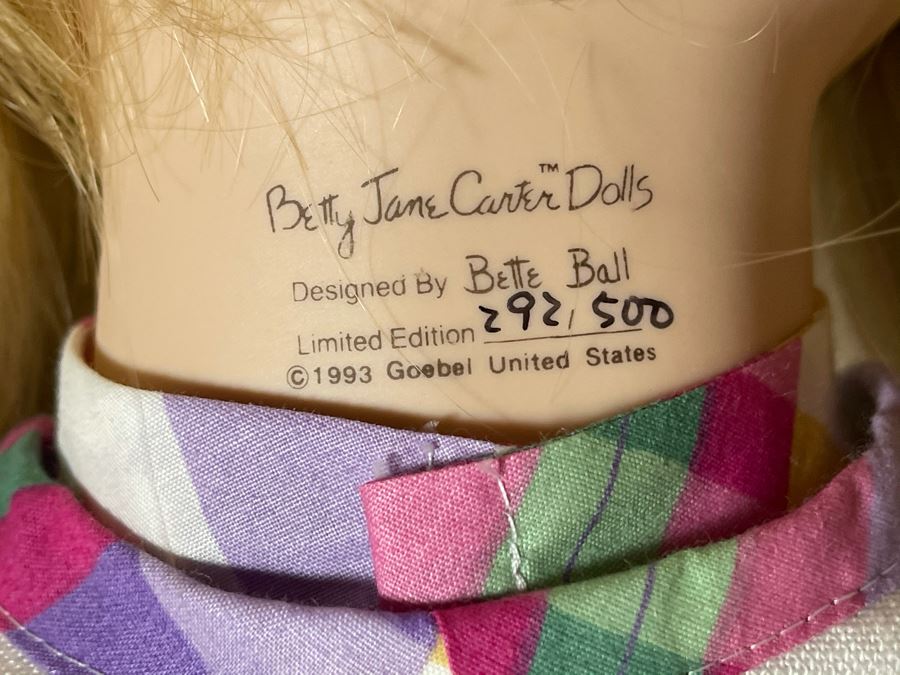 Betty Jane Carter™ Dolls
Designed By Bette Ball
Limited Edition 292/500
©1993 Goebel United States